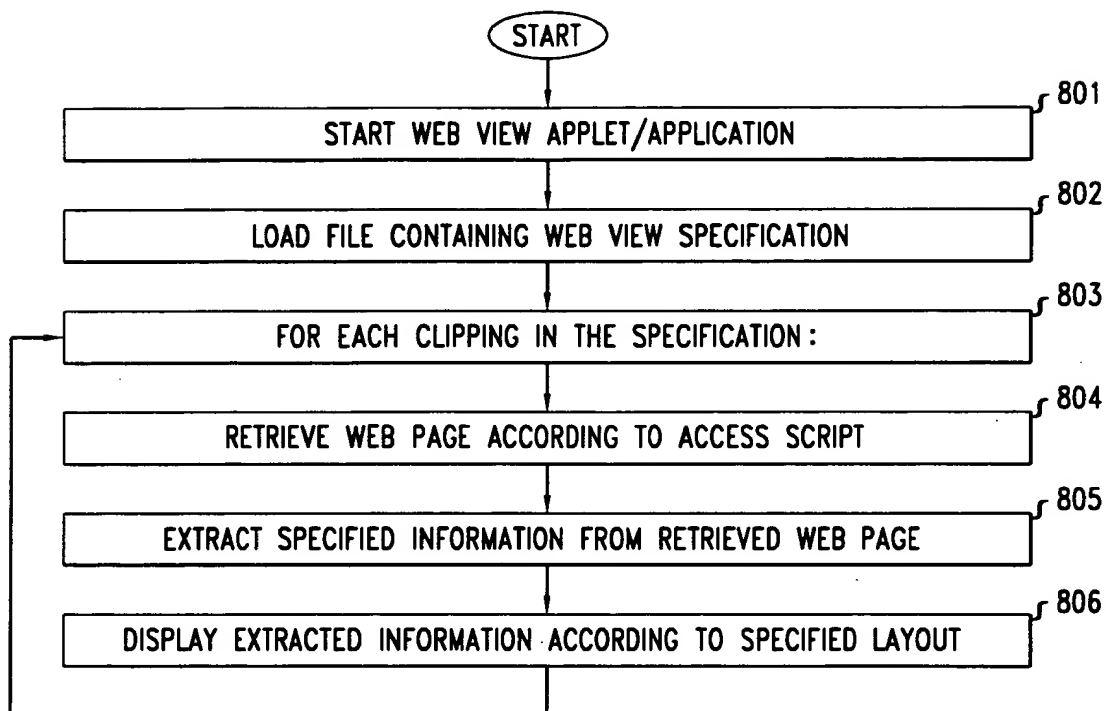 START
801
START WEB VIEW APPLET/APPLICATION
802
LOAD FILE CONTAINING WEB VIEW SPECIFICATION
803
FOR EACH CLIPPING IN THE SPECIFICATION:
804
RETRIEVE WEB PAGE ACCORDING TO ACCESS SCRIPT
805
EXTRACT SPECIFIED INFORMATION FROM RETRIEVED WEB PAGE
806
DISPLAY EXTRACTED INFORMATION ACCORDING TO SPECIFIED LAYOUT